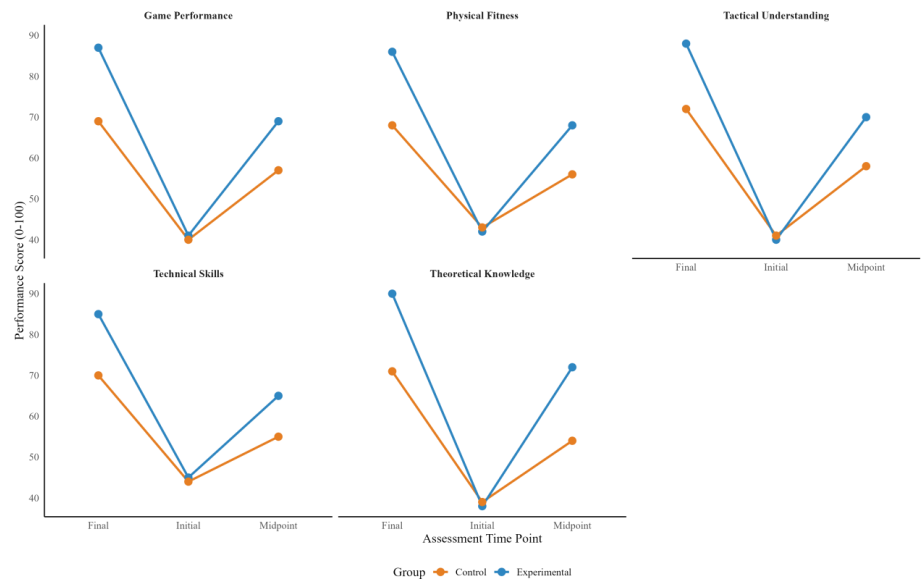 Game Performance
Physical Fitness
Tactical Understanding
90
80
70
60
50
40
Final
Initial
Midpoint
Technical Skills
Theoretical Knowledge
90
80
70
60
50
40
Final
Initial
Midpoint
Final
Initial
Midpoint
Performance Score (0- 100)
Assessment Time Point
Group Control Experimental